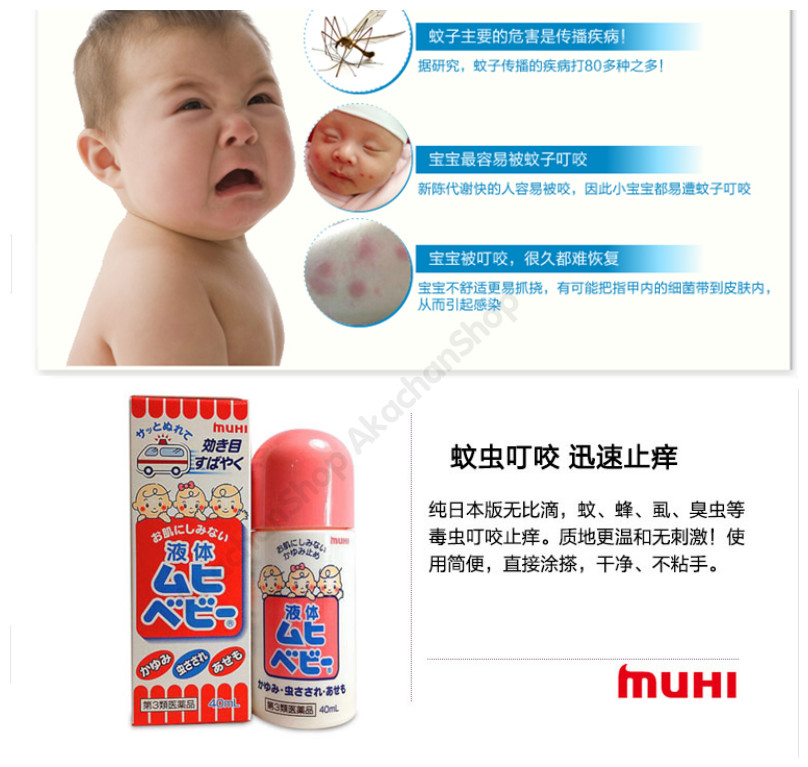 蚊子主要的危害是传播疾病!
据研究，蚊子传播的疾病打80多种之多!
宝宝最容易被蚊子叮咬
新陈代谢快的人容易被咬，因此小宝宝都易遭蚊子叮咬
宝宝被叮咬，很久都难恢复
宝宝不舒适更易抓挠，有可能把指甲内的细菌带到皮肤内，
从而引起感染
AkachanShop
muHI
サッとぬれて
効き目
すばやく
お肌にしみない
液体
ムヒ
ベビー®
かゆみ
虫さされ
あせも
第3類医薬品
40mL
muHI
お肌にしみない
かゆみ止め
液体
ムヒ
ベビー®
かゆみ・虫さされ・あせも
第3類医薬品
40mL
蚊虫叮咬 迅速止痒
纯日本版无比滴，蚊、蜂、虱、臭虫等
毒虫叮咬止痒。质地更温和无刺激！使
用简便，直接涂搽，干净、不粘手。
muHI